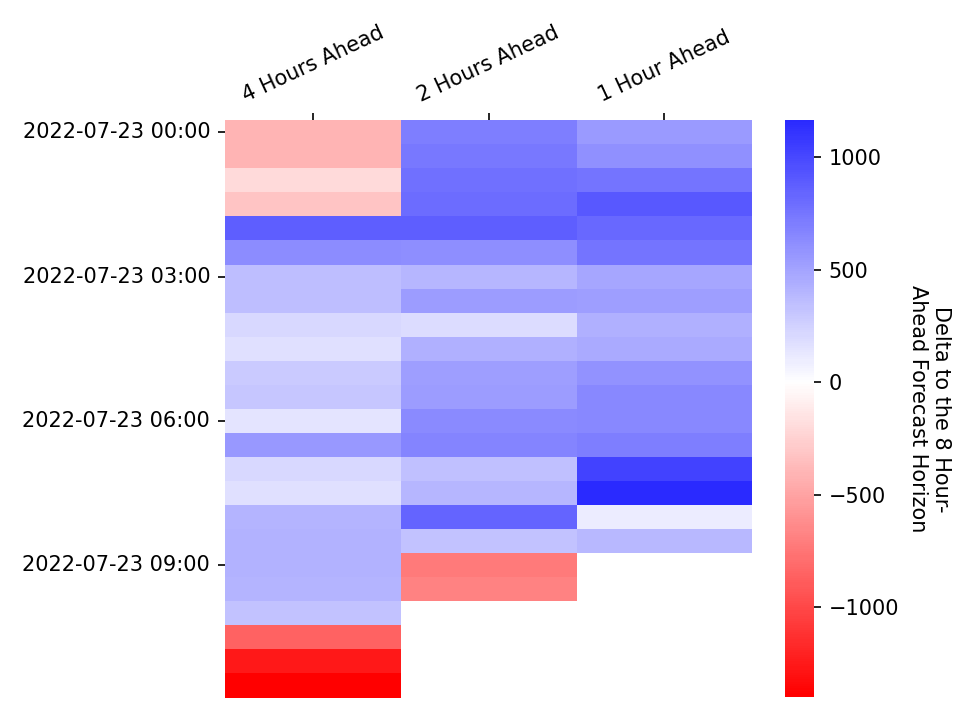 4 Hours Ahead
2 Hours Ahead
1 Hour Ahead
2022-07-23 00:00
2022-07-23 03:00
2022-07-23 06:00
2022-07-23 09:00
1000
500
0
−500
−1000
Delta to the 8 Hour-
Ahead Forecast Horizon